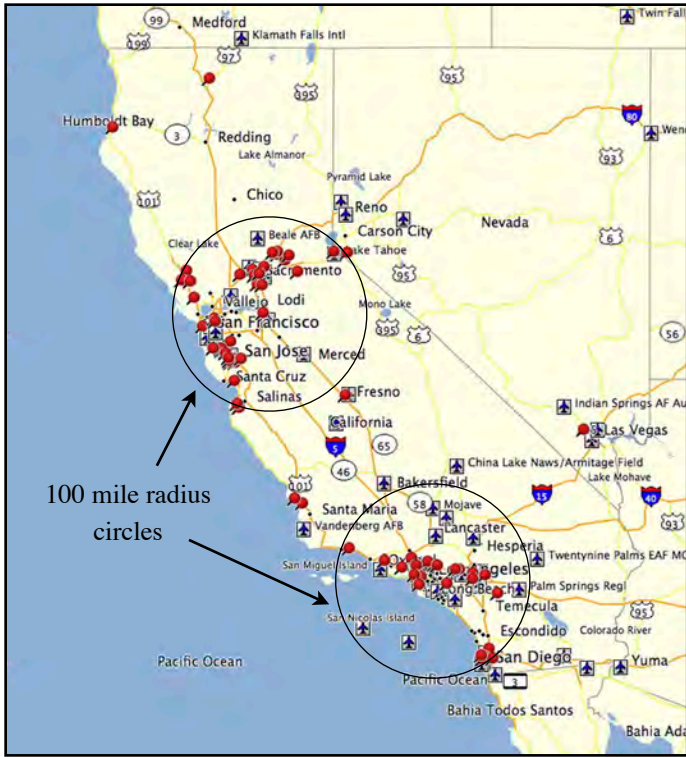 99
Medford
Klamath Falls Intl
Twin Fall
199
97
95
95
Humboldt Bay
3
Redding
80
Wend
Lake Almanor
93
Pyramid Lake
101
Chico
Reno
Carson City
Nevada
Beale AFB
Clear Lake
Lake Tahoe
6
Sacramento
95
Vallejo
Lodi
Mono Lake
San Francisco
395
6
56
San Jose
Merced
Santa Cruz
Fresno
Salinas
Indian Springs AF Au
California
Las Vegas
5
65
100 mile radius
circles
46
China Lake Naws/Armitage Field
Lake Mohave
101
Bakersfield
15
40
Santa Maria
58
Mojave
93
Vandenberg AFB
Lancaster
Hesperia
San Miguel Island
Twentynine Palms EAF MC
Angeles
Long Beach
Palm Springs Regl
Temecula
95
San Nicolas Island
Escondido
Colorado River
Pacific Ocean
San Diego
Yuma
Pacific Ocean
3
Bahia Todos Santos
Bahia Ada